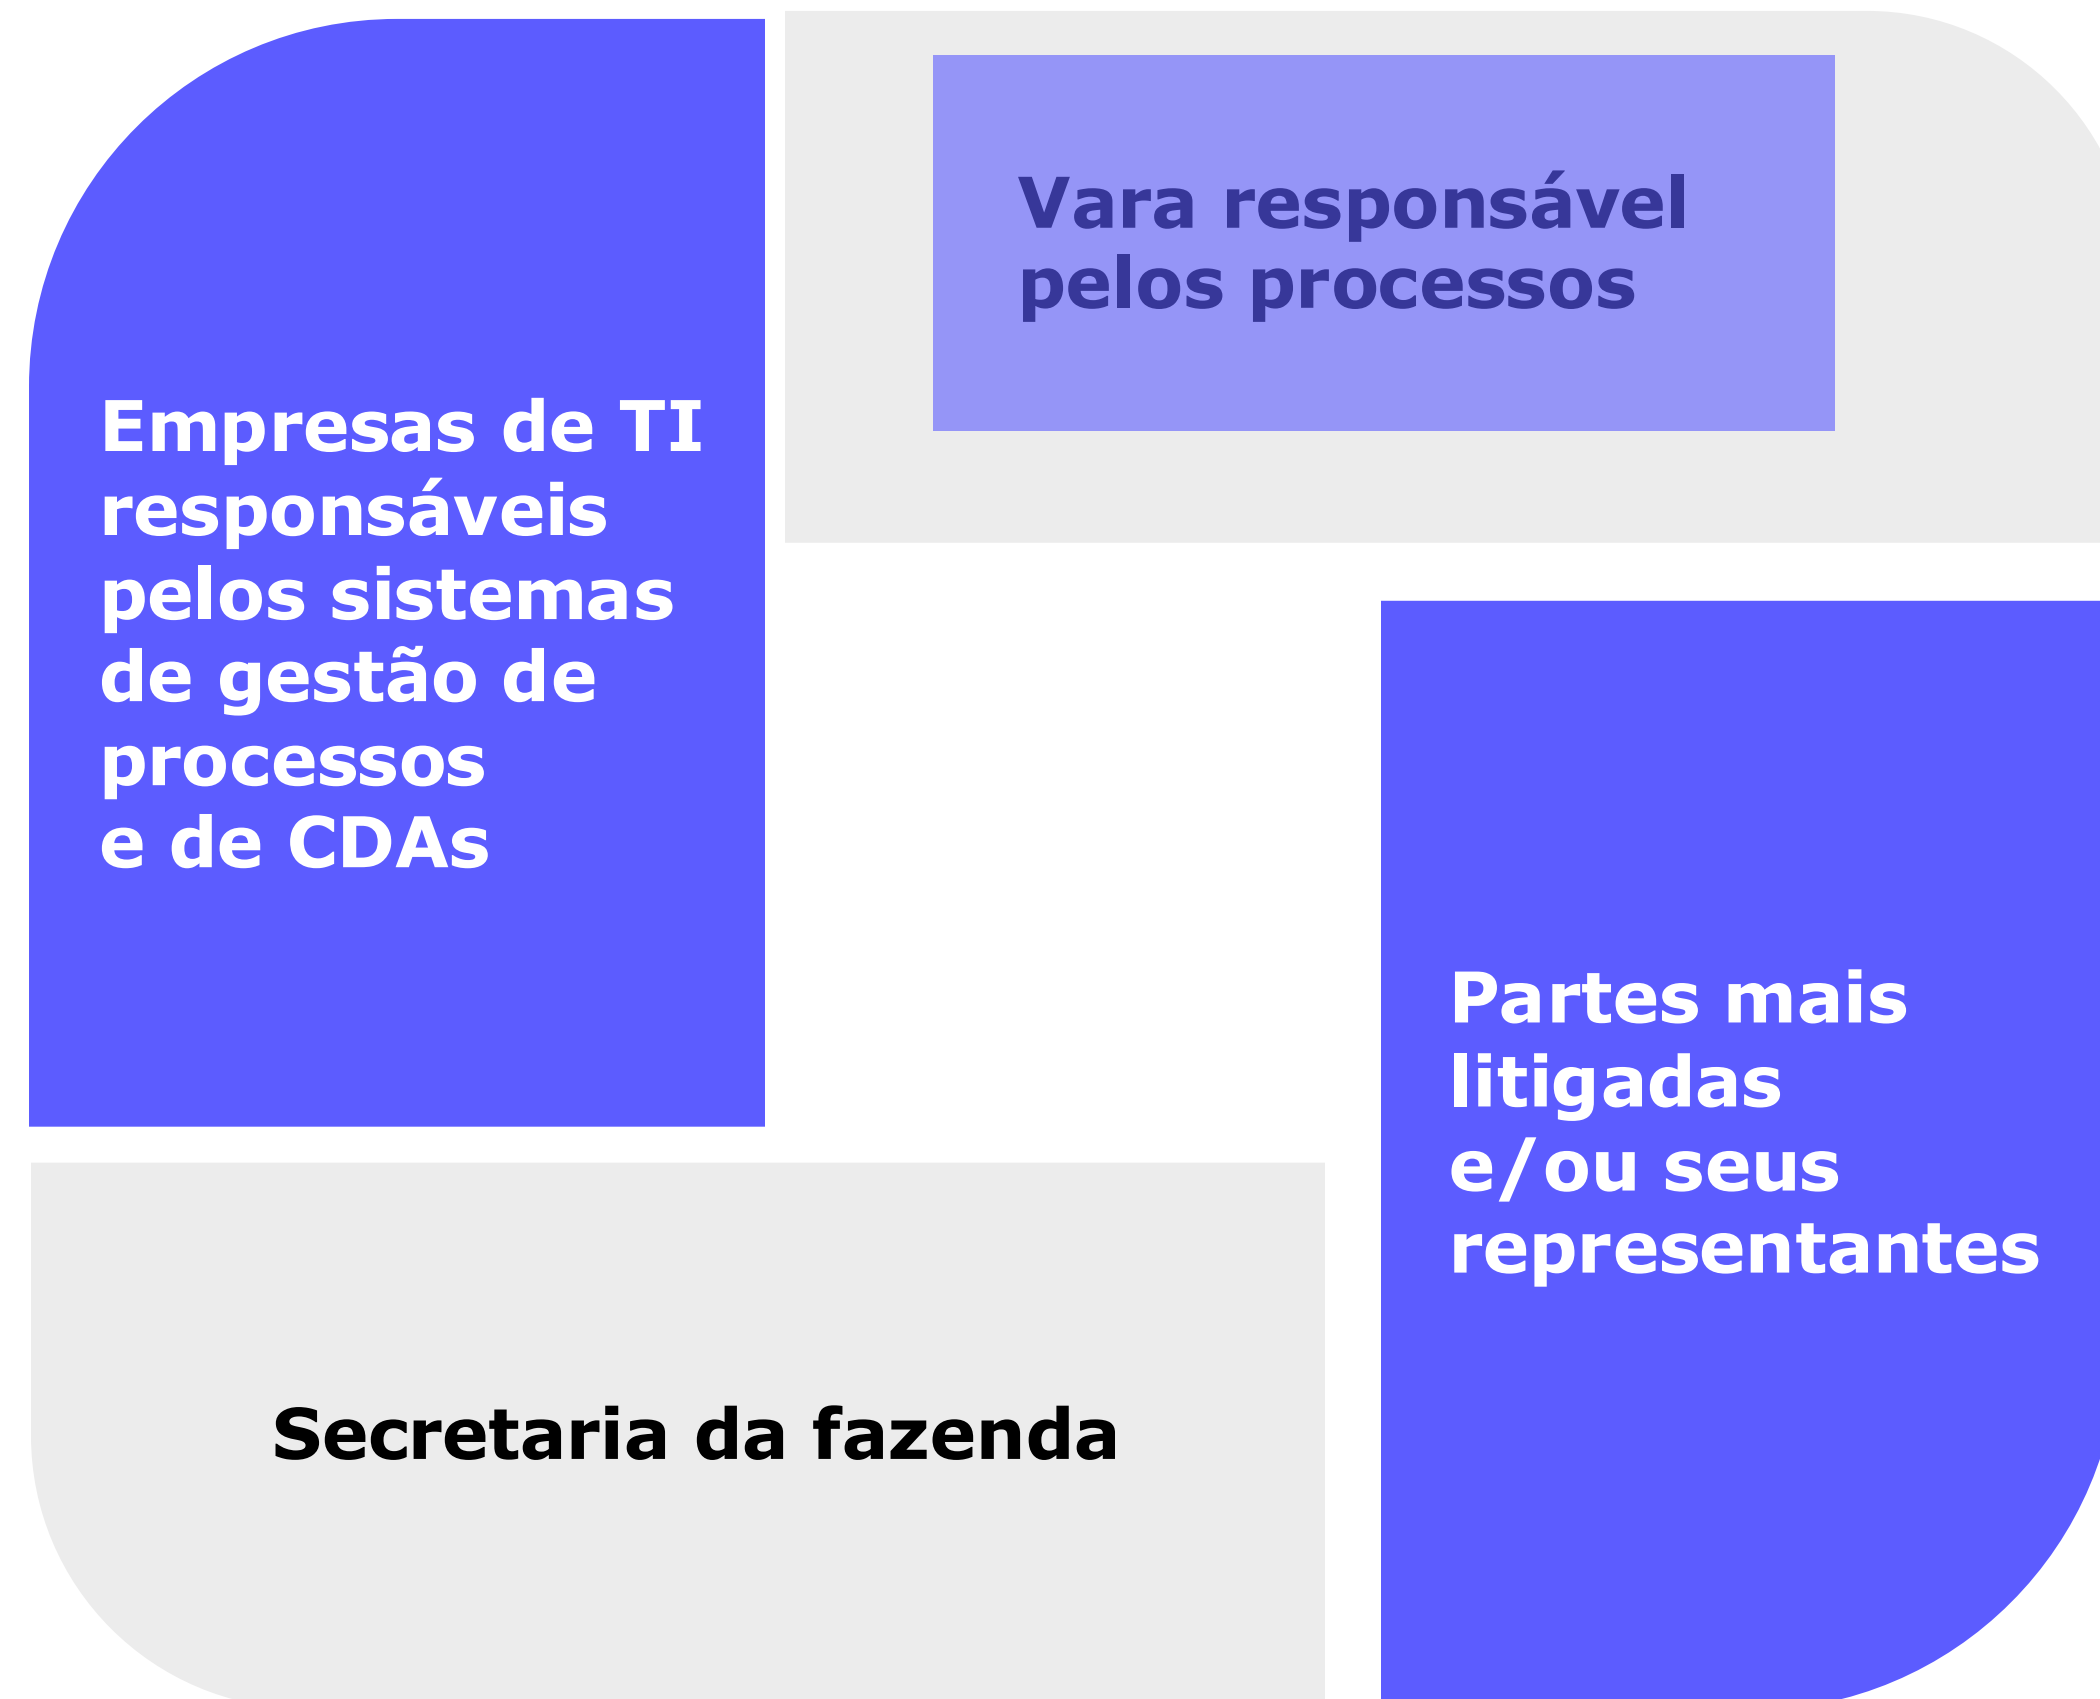 Empresas de TI
responsáveis
pelos sistemas
de gestão de
processos
e de CDAs
Vara responsável
pelos processos
Partes mais
litigadas
e/ou seus
representantes
Secretaria da fazenda